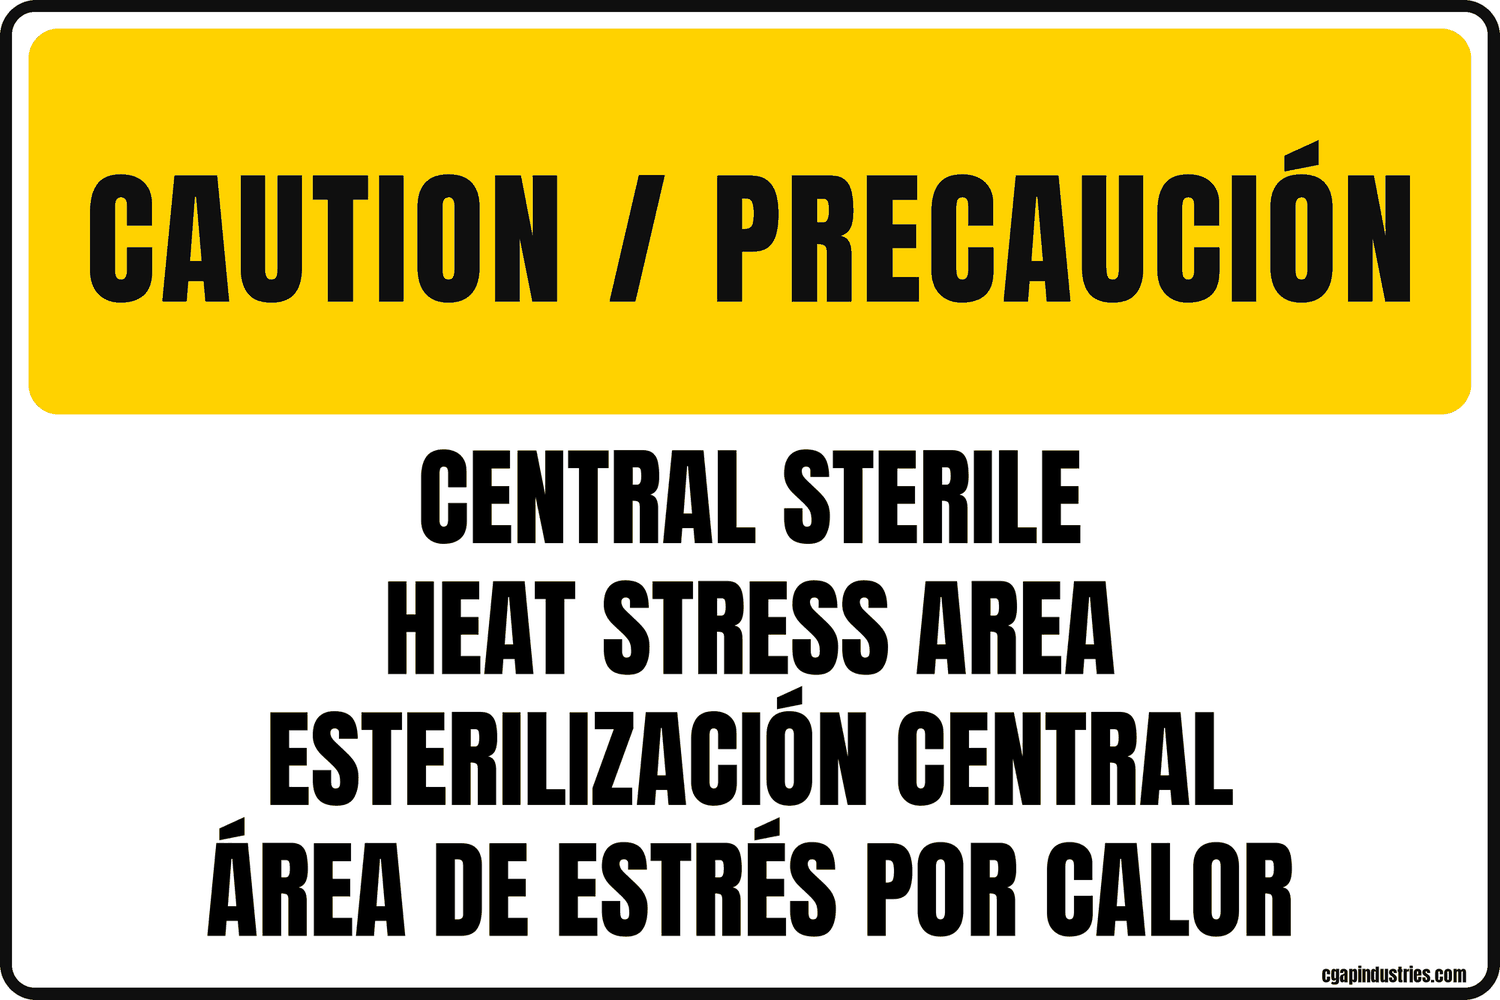 CAUTION / PRECAUCIÓN
CENTRAL STERILE
HEAT STRESS AREA
ESTERILIZACIÓN CENTRAL
ÁREA DE ESTRÉS POR CALOR
cgapindustries.com